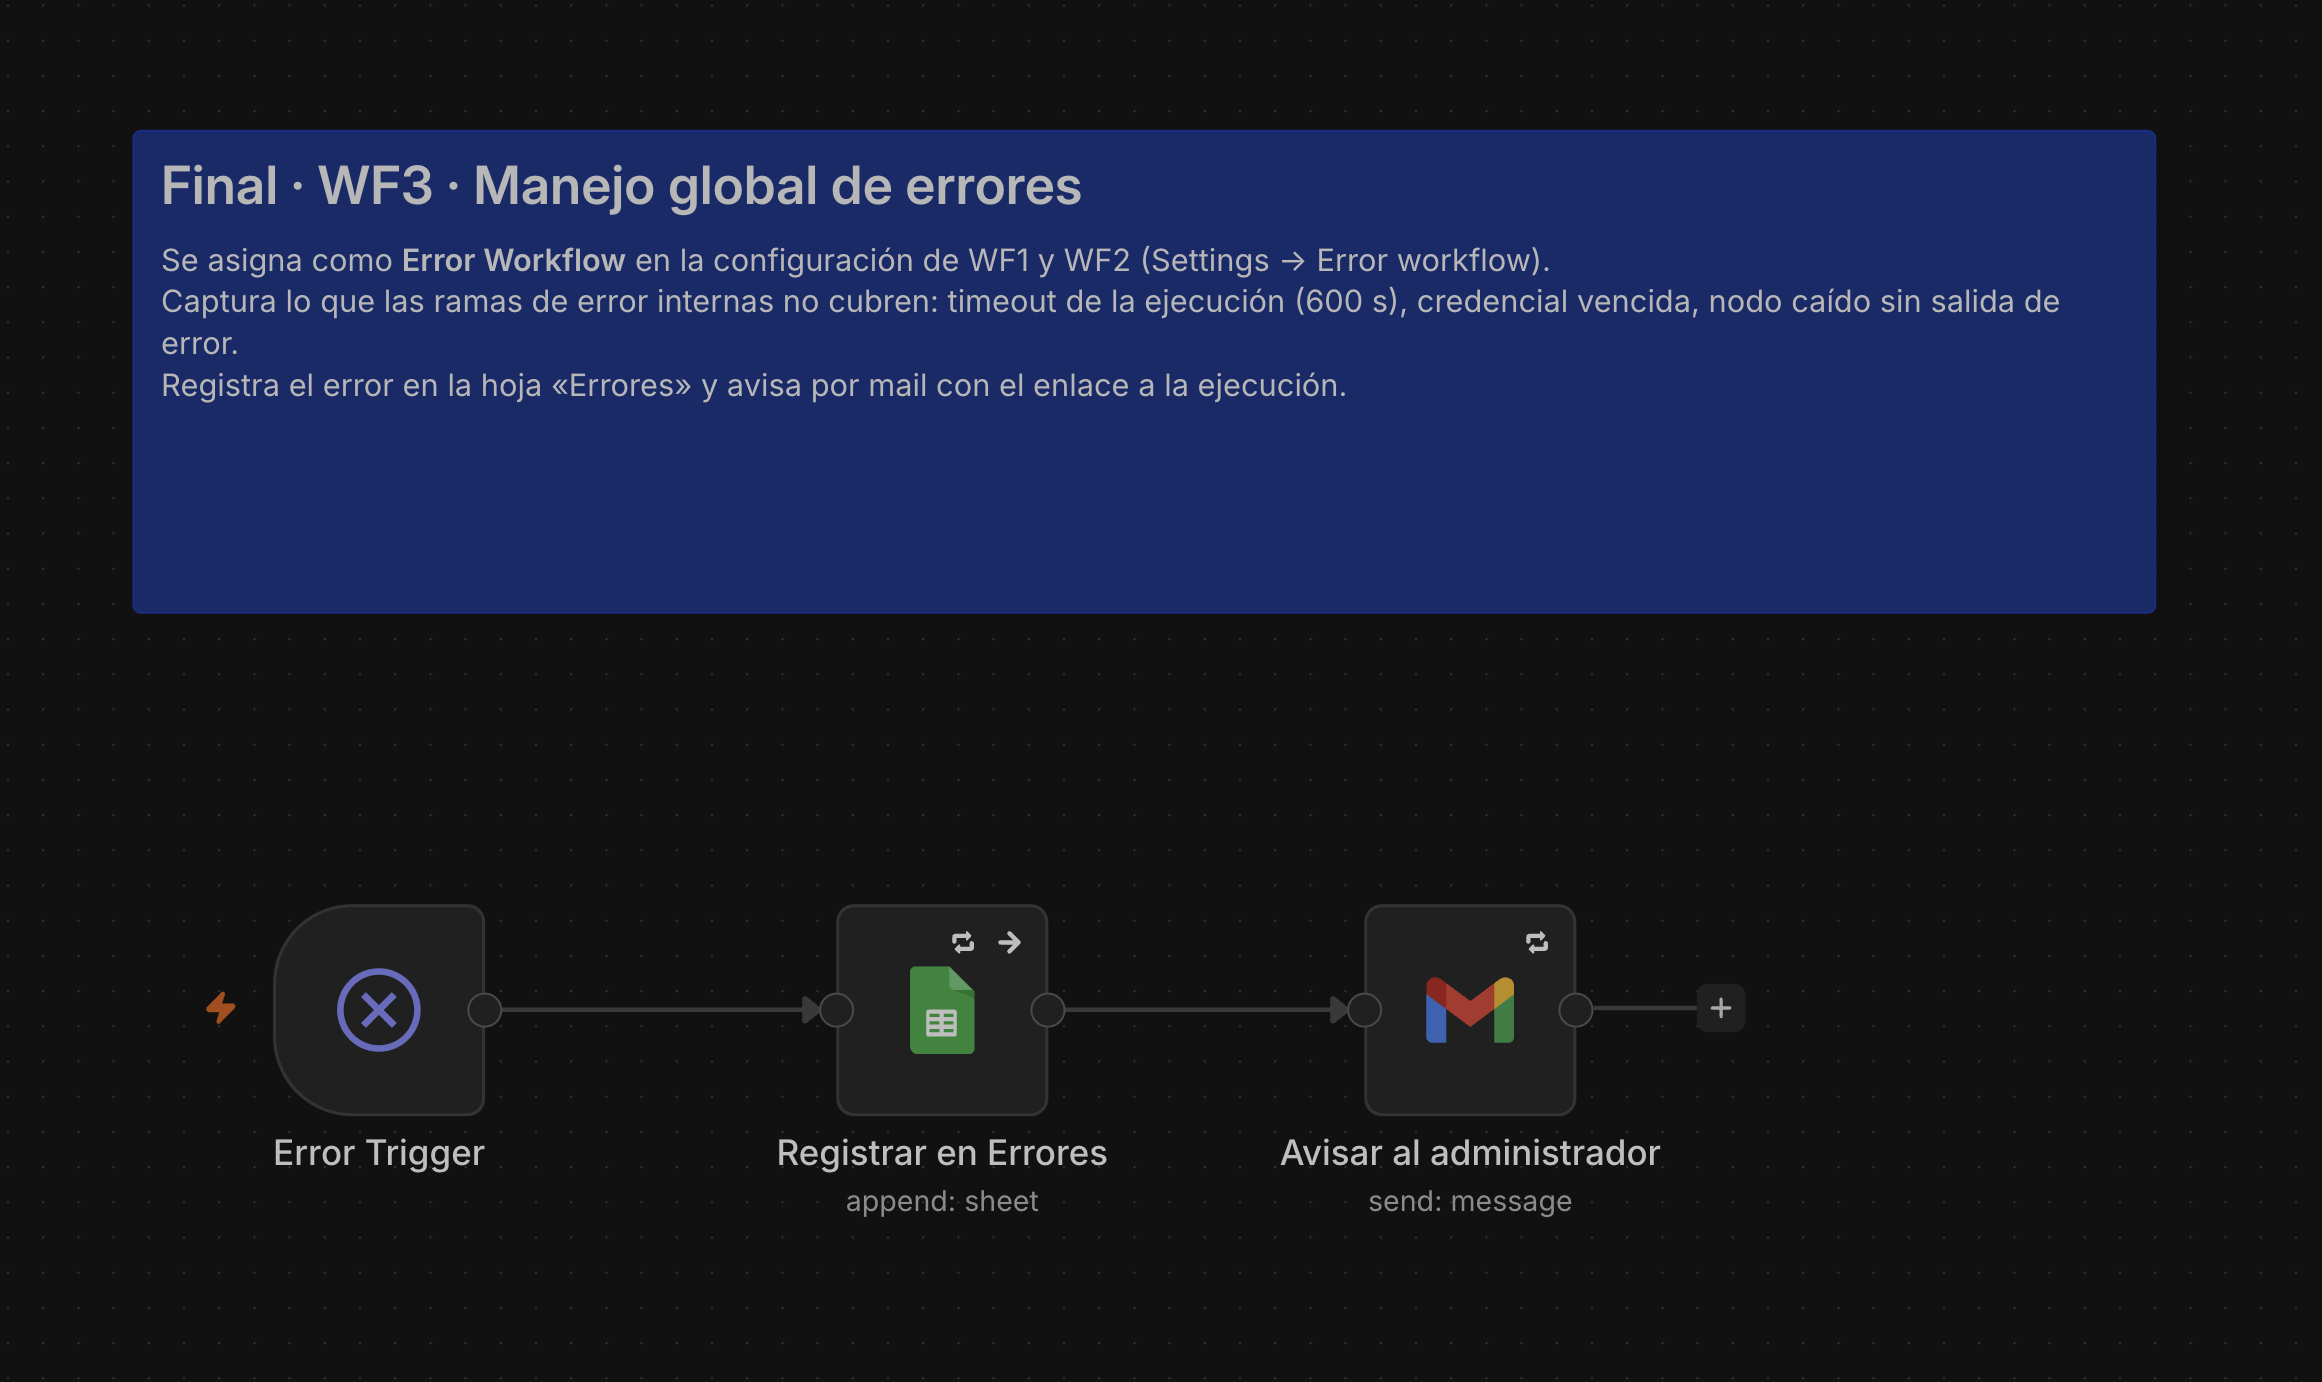 Final · WF3 · Manejo global de errores
Se asigna como Error Workflow en la configuración de WF1 y WF2 (Settings → Error workflow).
Captura lo que las ramas de error internas no cubren: timeout de la ejecución (600 s), credencial vencida, nodo caído sin salida de
error.
Registra el error en la hoja «Errores» y avisa por mail con el enlace a la ejecución.
Error Trigger
Registrar en Errores
append: sheet
Avisar al administrador
send: message